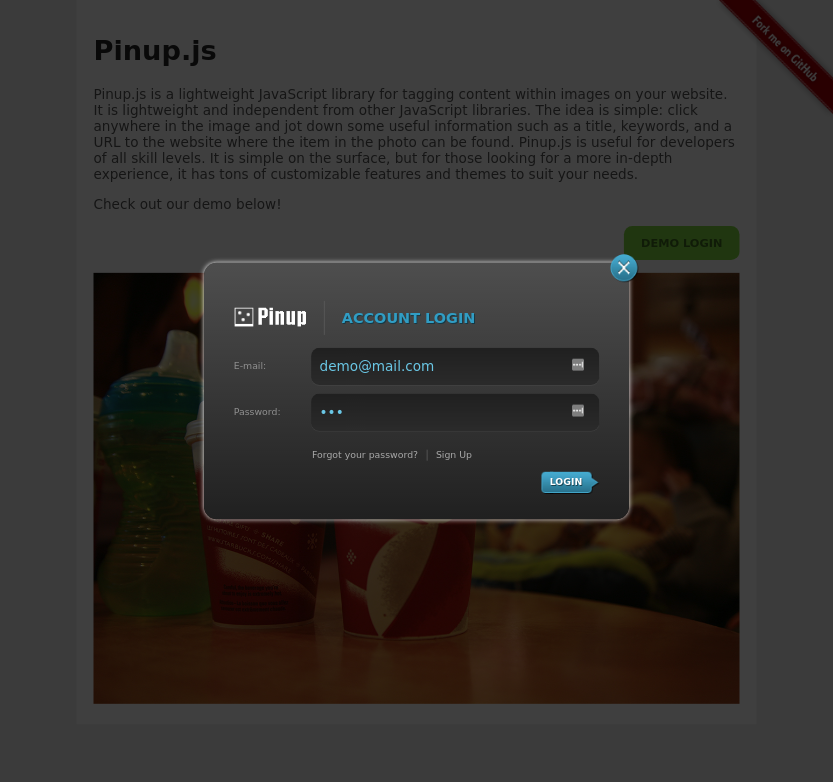 Fork me on GitHub
Pinup.js
Pinup.js is a lightweight JavaScript library for tagging content within images on your website.
It is lightweight and independent from other JavaScript libraries. The idea is simple: click
anywhere in the image and jot down some useful information such as a title, keywords, and a
URL to the website where the item in the photo can be found. Pinup.js is useful for developers
of all skill levels. It is simple on the surface, but for those looking for a more in-depth
experience, it has tons of customizable features and themes to suit your needs.
Check out our demo below!
DEMO LOGIN
Pinup
ACCOUNT LOGIN
E-mail:
demo@mail.com
Password:
•••
Forgot your password? | Sign Up
LOGIN